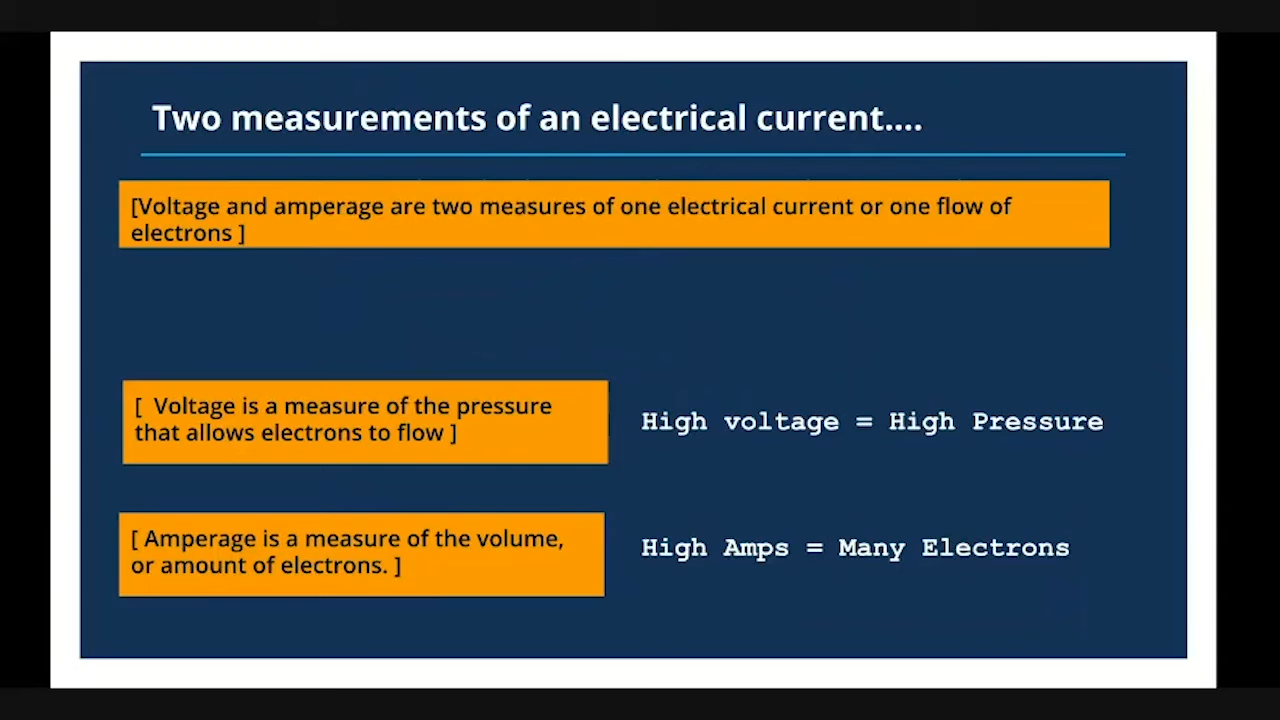 Two measurements of an electrical current....
[Voltage and amperage are two measures of one electrical current or one flow of
electrons ]
[  Voltage is a measure of the pressure
that allows electrons to flow ]
High voltage = High Pressure
[ Amperage is a measure of the volume,
or amount of electrons. ]
High Amps = Many Electrons